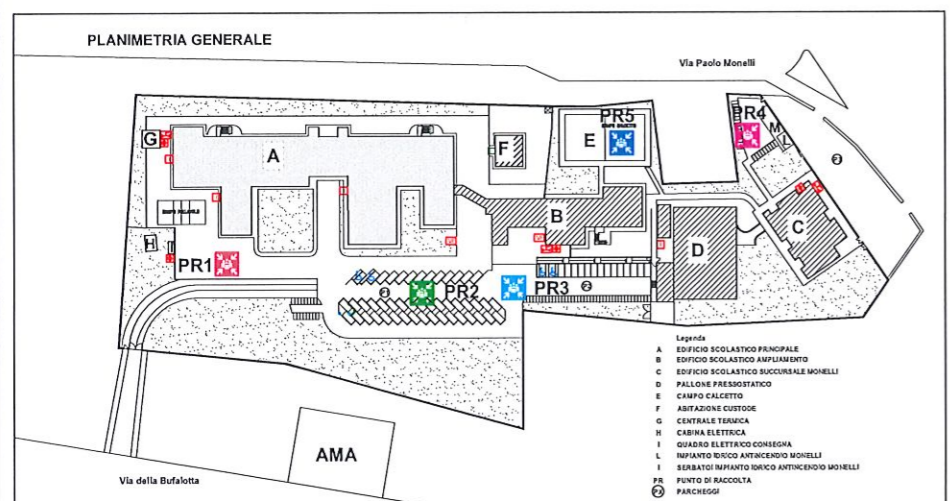 PLANIMETRIA GENERALE
Via Paolo Monelli
PR5
PR4
G
A
F
E
M
L
B
C
H
D
PR1
PR2
PR3
AMA
Via della Bufalotta
Legenda
A EDIFICIO SCOLASTICO PRINCIPALE
B EDIFICIO SCOLASTICO AMPLIAMENTO
C EDIFICIO SCOLASTICO SUCCURSALE MONELLI
D PALLONE PRESSOSTATICO
E CAMPO CALCETTO
F ABITAZIONE CUSTODE
G CENTRALE TERMICA
H CABINA ELETTRICA
I QUADRO ELETTRICO CONSEGNA
L IMPIANTO IDRICO ANTINCENDIO MONELLI
I SERBATOI IMPIANTO IDRICO ANTINCENDIO MONELLI
PR PUNTO DI RACCOLTA
PX PARCHEGGI